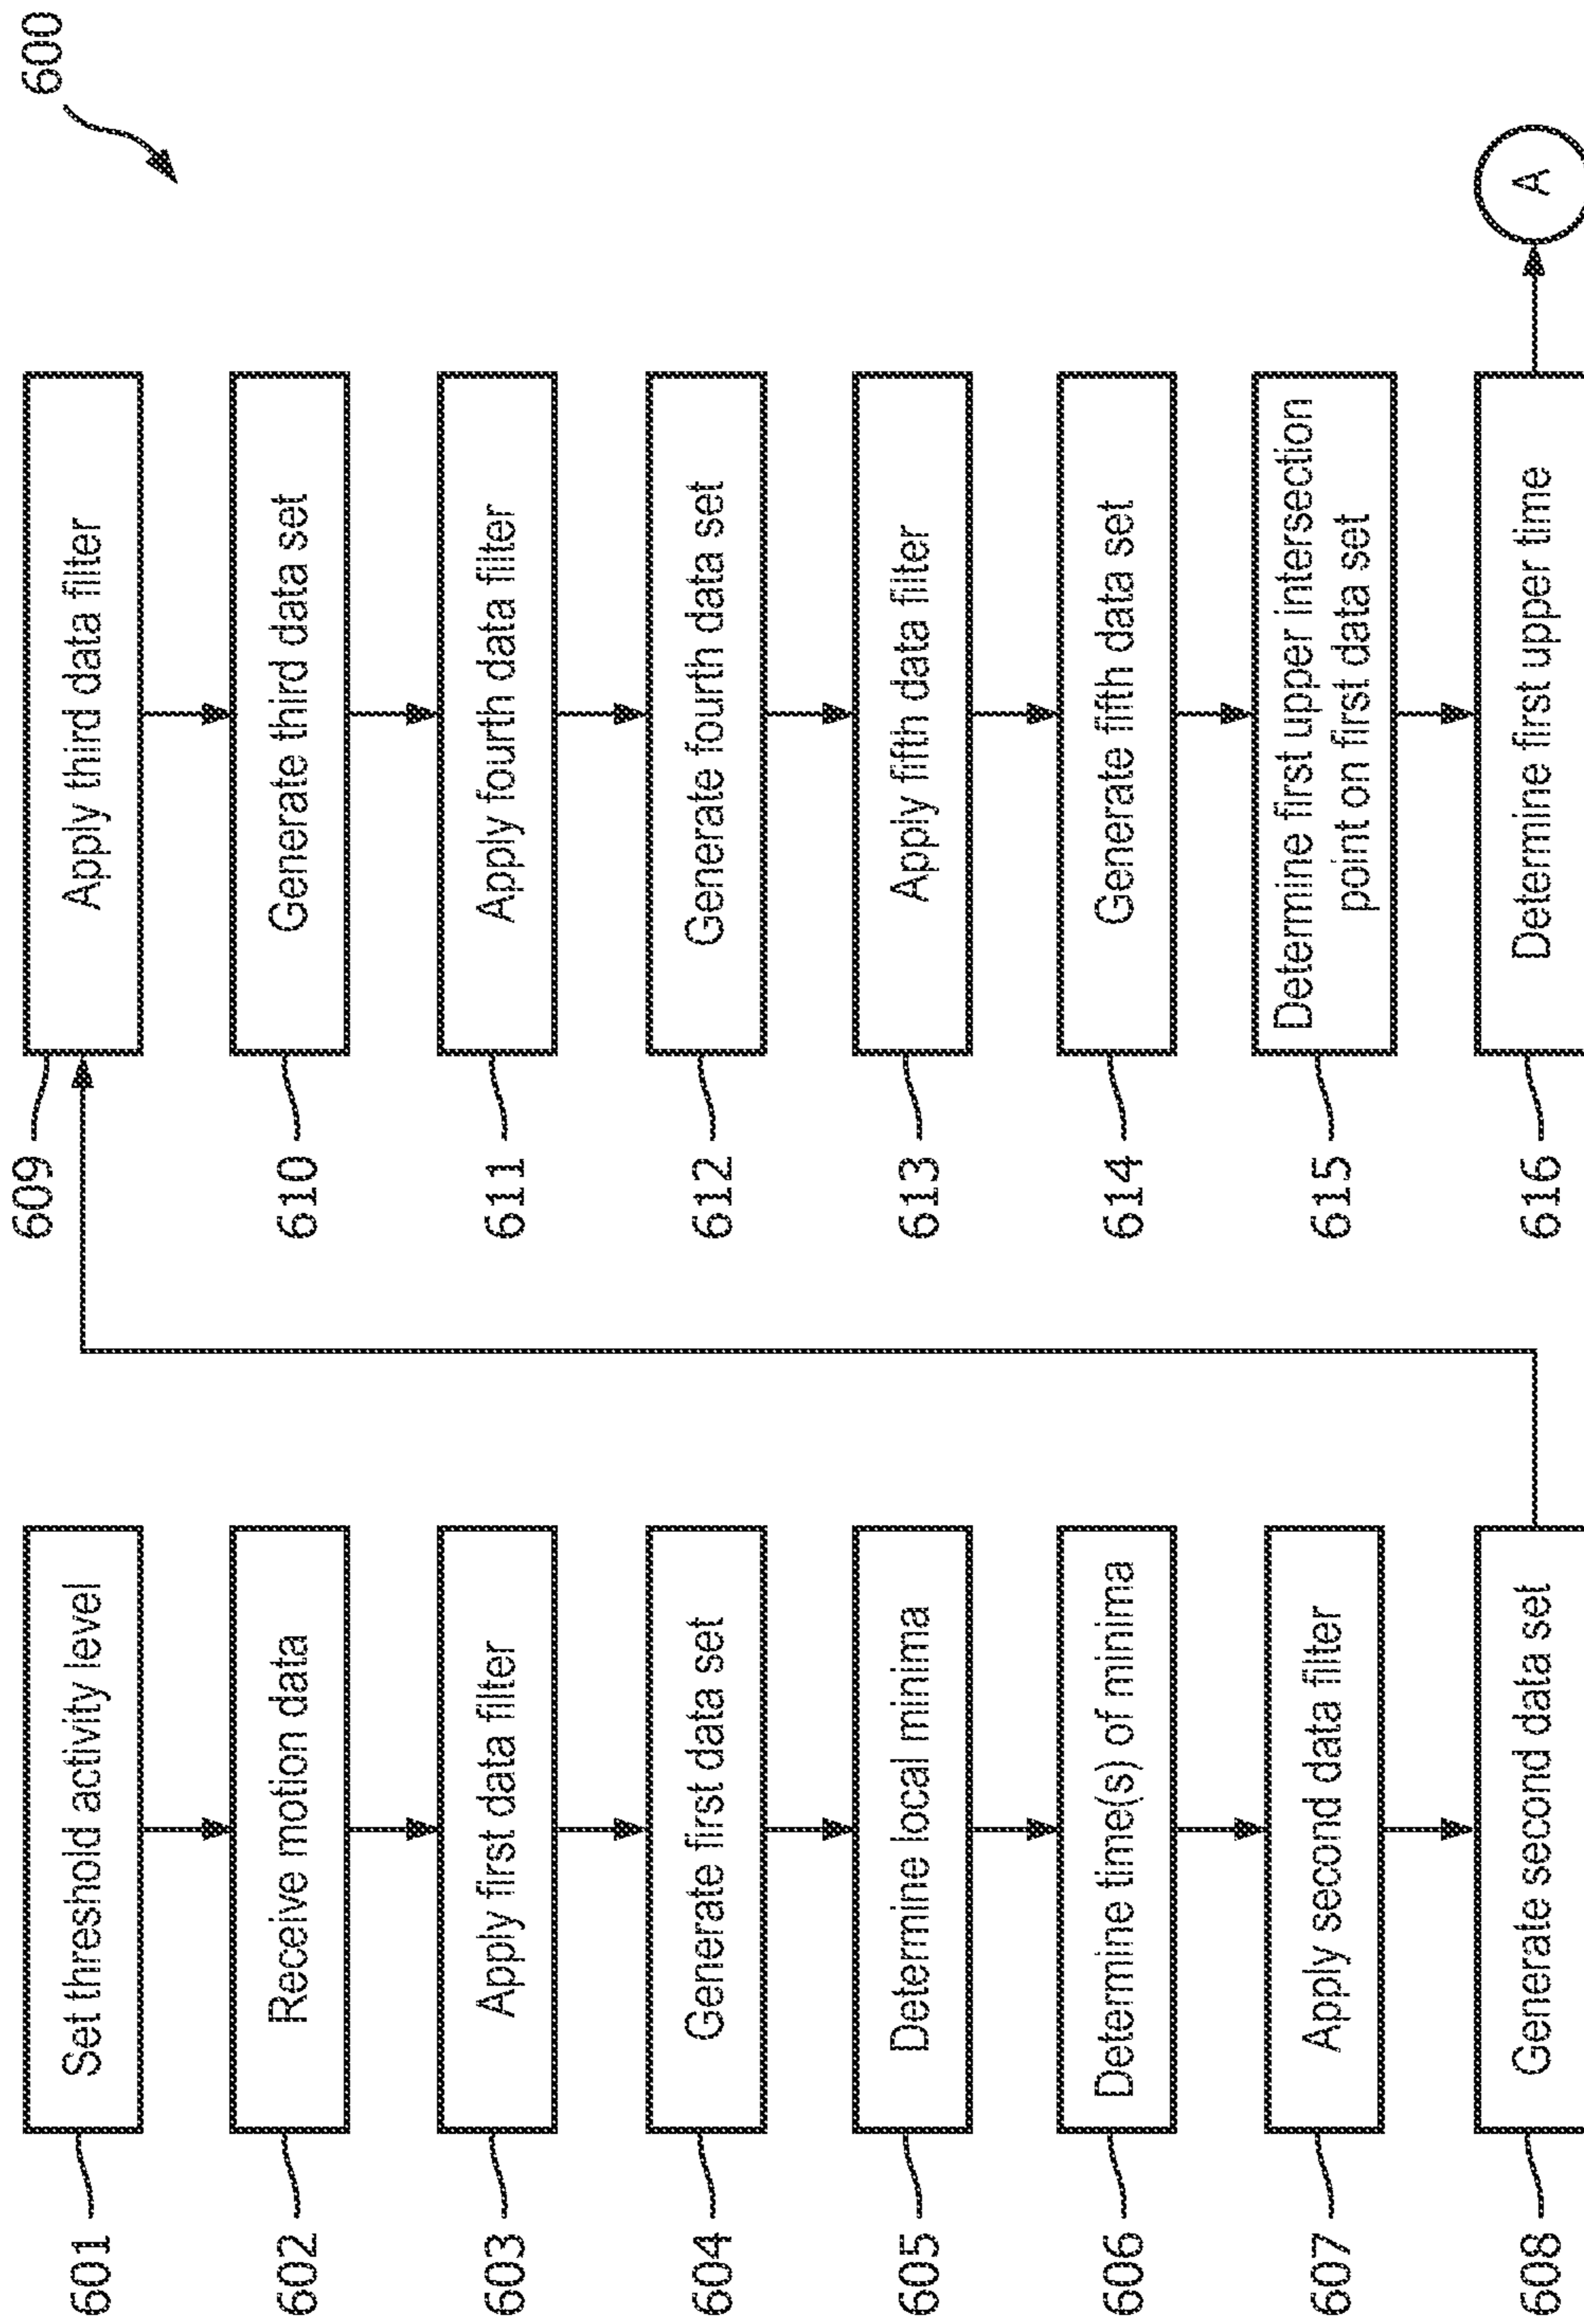 600
601
Set threshold activity level
602
Receive motion data
603
Apply first data filter
604
Generate first data set
605
Determine local minima
606
Determine time(s) of minima
607
Apply second data filter
608
Generate second data set
609
Apply third data filter
610
Generate third data set
611
Apply fourth data filter
612
Generate fourth data set
613
Apply fifth data filter
614
Generate fifth data set
615
Determine first upper intersection
point on first data set
616
Determine first upper time
A